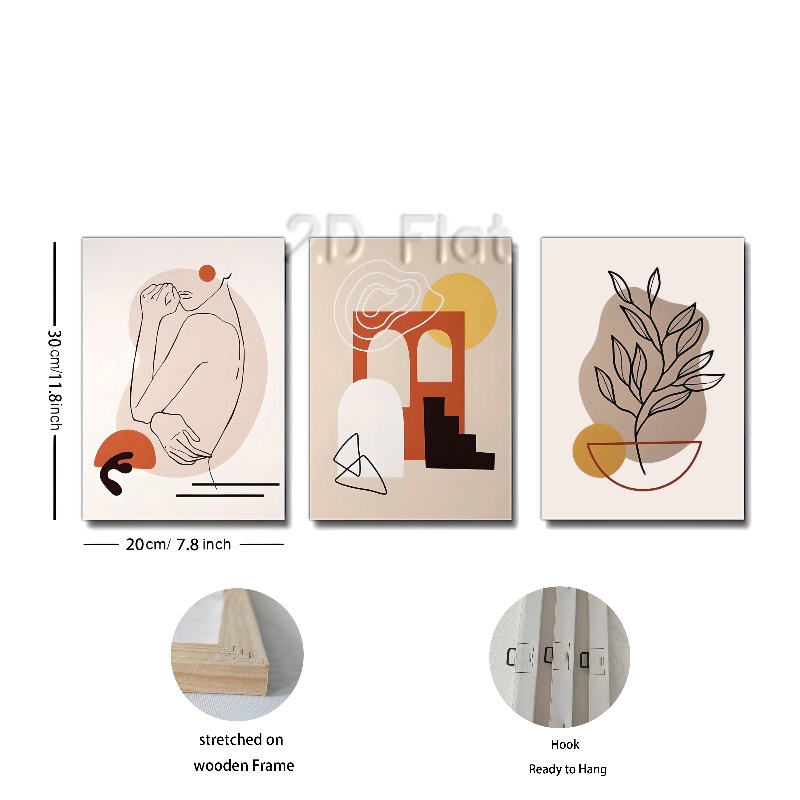 2D Flat
30cm/11.8inch
20cm/ 7.8 inch
stretched on
wooden Frame
Hook
Ready to Hang